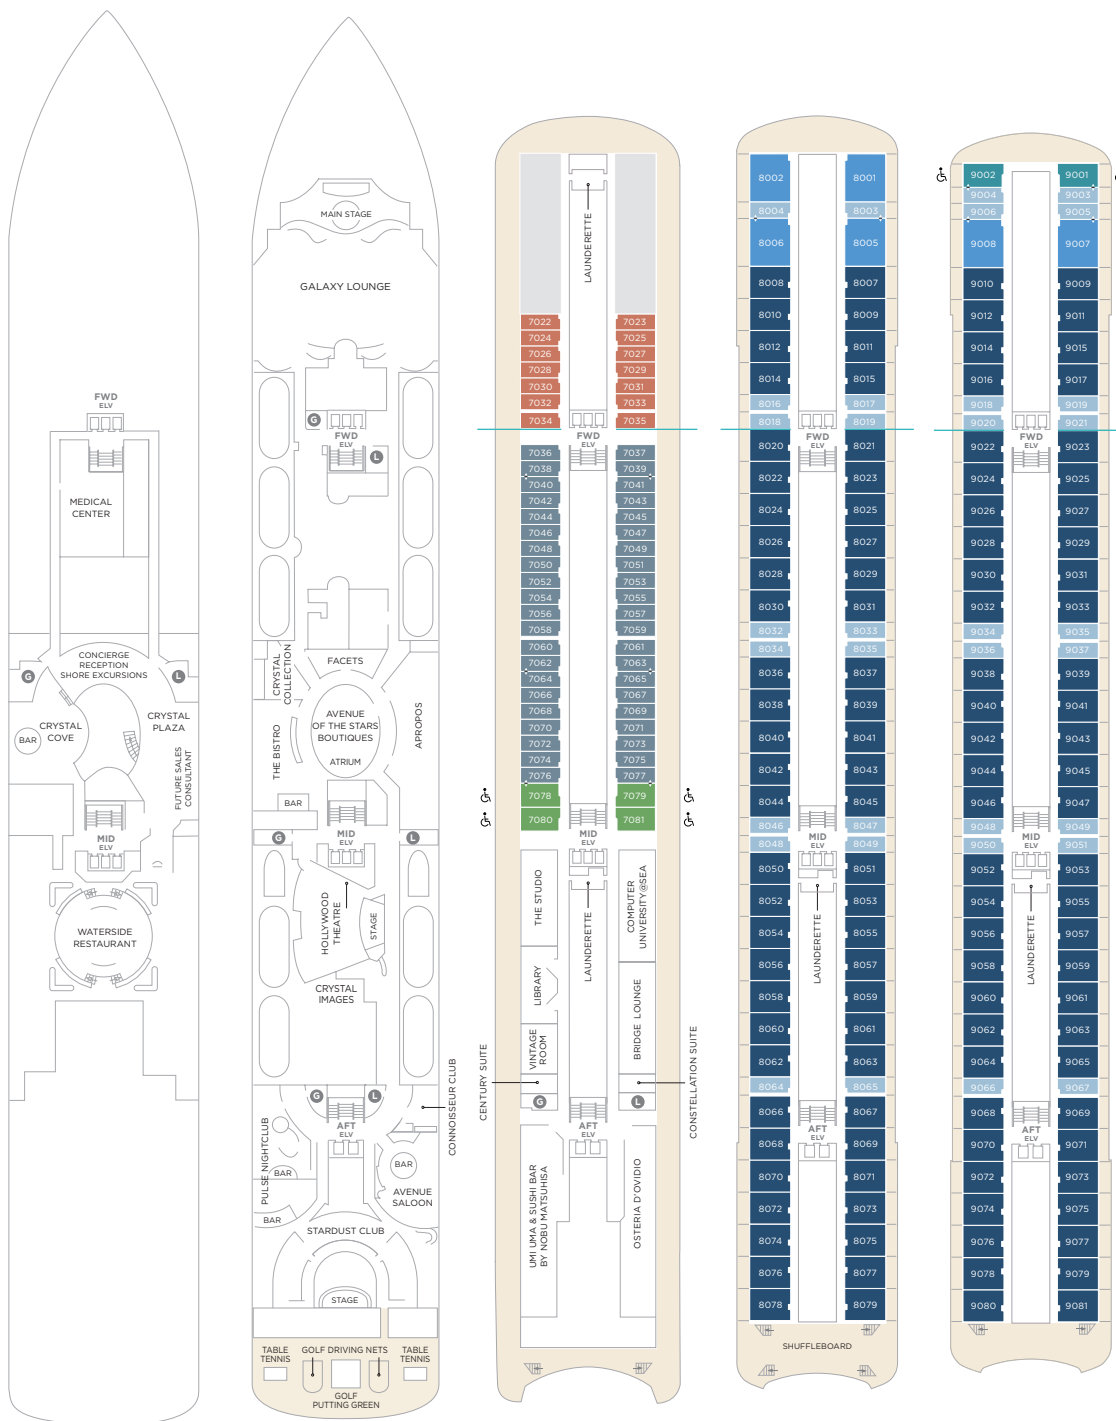 FWD
ELV
MEDICAL
CENTER
CONCIERGE
RECEPTION
SHORE EXCURSIONS
G
L
CRYSTAL
COVE
BAR
CRYSTAL
PLAZA
FUTURE SALES
CONSULTANT
MID
ELV
WATERSIDE
RESTAURANT
MAIN STAGE
GALAXY LOUNGE
G
FWD
ELV
L
CRYSTAL
COLLECTION
FACETS
THE BISTRO
AVENUE
OF THE STARS
BOUTIQUES
ATRIUM
APROPOS
BAR
G
MID
ELV
L
HOLLYWOOD
THEATRE
STAGE
CRYSTAL
IMAGES
G
L
CONNOISSEUR CLUB
AFT
ELV
PULSE NIGHTCLUB
BAR
BAR
BAR
AVENUE
SALOON
STARDUST CLUB
STAGE
TABLE
TENNIS
GOLF DRIVING NETS
TABLE
TENNIS
GOLF
PUTTING GREEN
LAUNDERETTE
7022 7023
7024 7025
7026 7027
7028 7029
7030 7031
7032 7033
7034 7035
FWD
ELV
7036 7037
7038 7039
7040 7041
7042 7043
7044 7045
7046 7047
7048 7049
7050 7051
7052 7053
7054 7055
7056 7057
7058 7059
7060 7061
7062 7063
7064 7065
7066 7067
7068 7069
7070 7071
7072 7073
7074 7075
7076 7077
7078 7079
7080 7081
MID
ELV
THE STUDIO
LAUNDERETTE
COMPUTER
UNIVERSITY@SEA
LIBRARY
BRIDGE LOUNGE
VINTAGE
ROOM
CENTURY SUITE
CONSTELLATION SUITE
G
L
AFT
ELV
UMI UMA & SUSHI BAR
BY NOBU MATSUHISA
OSTERIA D'OVIDIO
8002 8001
8004 8003
8006 8005
8008 8007
8010 8009
8012 8011
8014 8015
8016 8017
8018 8019
FWD
ELV
8020 8021
8022 8023
8024 8025
8026 8027
8028 8029
8030 8031
8032 8033
8034 8035
8036 8037
8038 8039
8040 8041
8042 8043
8044 8045
8046 8047
MID
ELV
8048 8049
8050 8051
8052 8053
8054 8055
LAUNDERETTE
8056 8057
8058 8059
8060 8061
8062 8063
8064 8065
8066 8067
AFT
ELV
8068 8069
8070 8071
8072 8073
8074 8075
8076 8077
8078 8079
SHUFFLEBOARD
9002 9001
9004 9003
9006 9005
9008 9007
9010 9009
9012 9011
9014 9015
9016 9017
9018 9019
9020 9021
FWD
ELV
9022 9023
9024 9025
9026 9027
9028 9029
9030 9031
9032 9033
9034 9035
9036 9037
9038 9039
9040 9041
9042 9043
9044 9045
9046 9047
9048 9049
MID
ELV
9050 9051
9052 9053
9054 9055
9056 9057
LAUNDERETTE
9058 9059
9060 9061
9062 9063
9064 9065
9066 9067
9068 9069
AFT
ELV
9070 9071
9072 9073
9074 9075
9076 9077
9078 9079
9080 9081